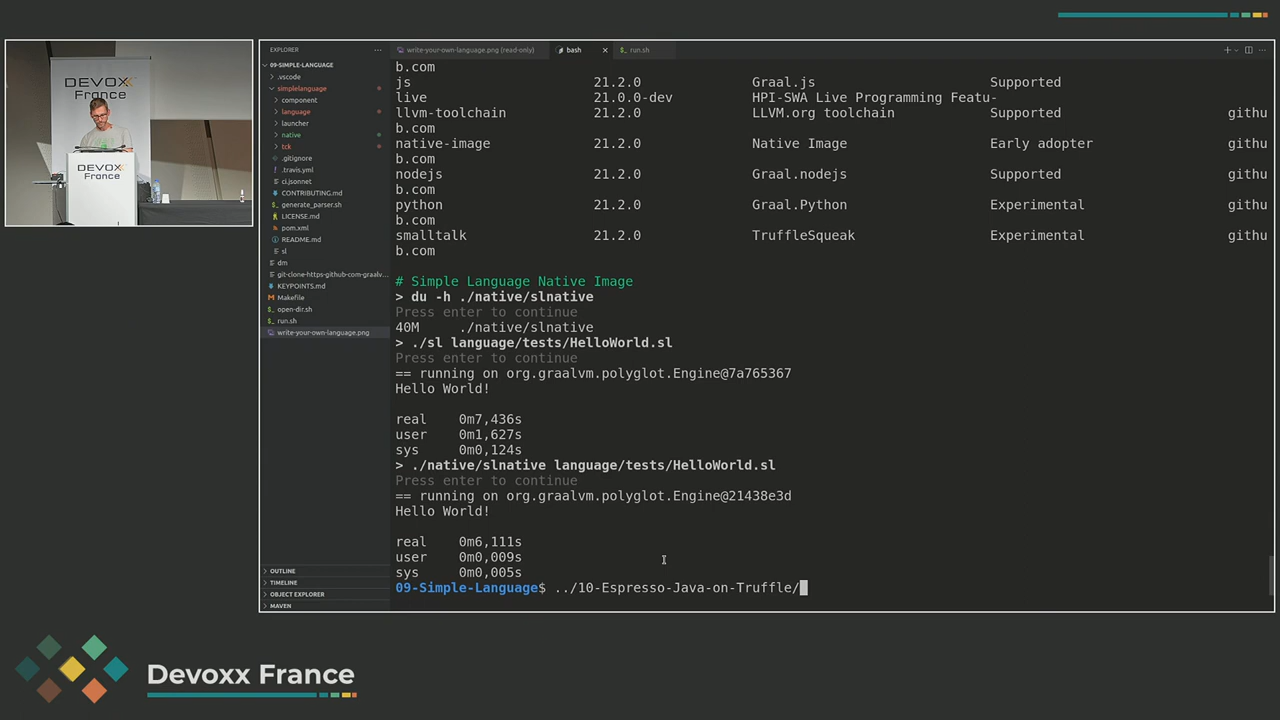 DEVOXX
France
DEVOXX
France
EXPLORER
09-SIMPLE-LANGUAGE
.vscode
simplelanguage
component
language
launcher
native
tck
.gitignore
.travis.yml
ci.jsonnet
CONTRIBUTING.md
generate_parser.sh
LICENSE.md
pom.xml
README.md
sl
dm
git-clone-https-github-com-graalv...
KEYPOINTS.md
Makefile
open-dir.sh
run.sh
write-your-own-language.png
OUTLINE
TIMELINE
OBJECT EXPLORER
MAVEN
write-your-own-language.png (read-only)
bash
run.sh
b.com
js 21.2.0 Graal.js Supported
live 21.0.0-dev HPI-SWA Live Programming Featu-
llvm-toolchain 21.2.0 LLVM.org toolchain Supported githu
b.com
native-image 21.2.0 Native Image Early adopter githu
b.com
nodejs 21.2.0 Graal.nodejs Supported githu
b.com
python 21.2.0 Graal.Python Experimental githu
b.com
smalltalk 21.2.0 TruffleSqueak Experimental githu
b.com
# Simple Language Native Image
> du -h ./native/slnative
Press enter to continue
40M ./native/slnative
> ./sl language/tests/HelloWorld.sl
Press enter to continue
== running on org.graalvm.polyglot.Engine@7a765367
Hello World!
real 0m7,436s
user 0m1,627s
sys 0m0,124s
> ./native/slnative language/tests/HelloWorld.sl
Press enter to continue
== running on org.graalvm.polyglot.Engine@21438e3d
Hello World!
real 0m6,111s
user 0m0,009s
sys 0m0,005s
09-Simple-Language$ ../10-Espresso-Java-on-Truffle/
Devoxx France